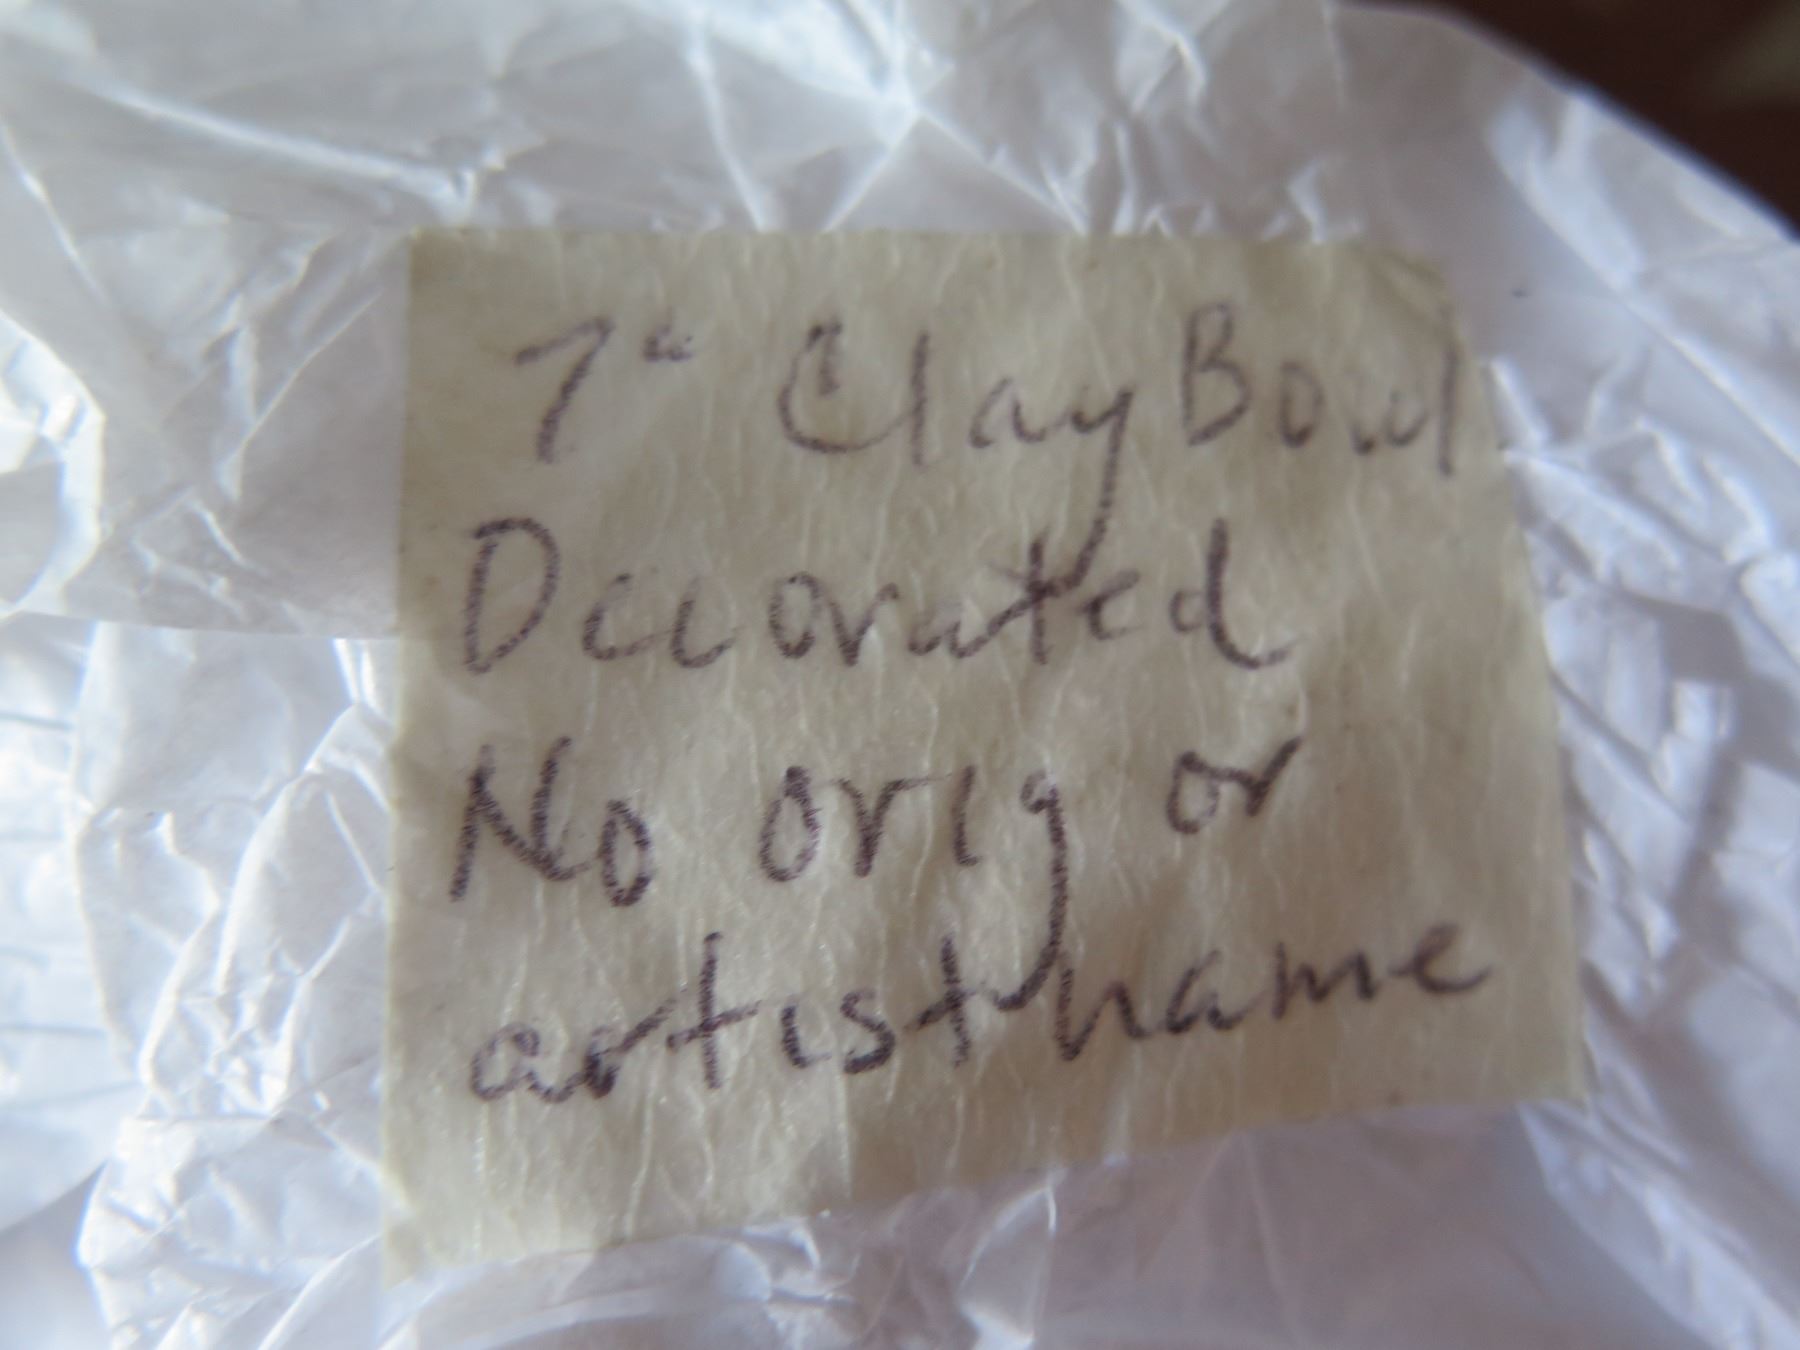 7" Clay Bowl
Decorated
No orig or
artist name